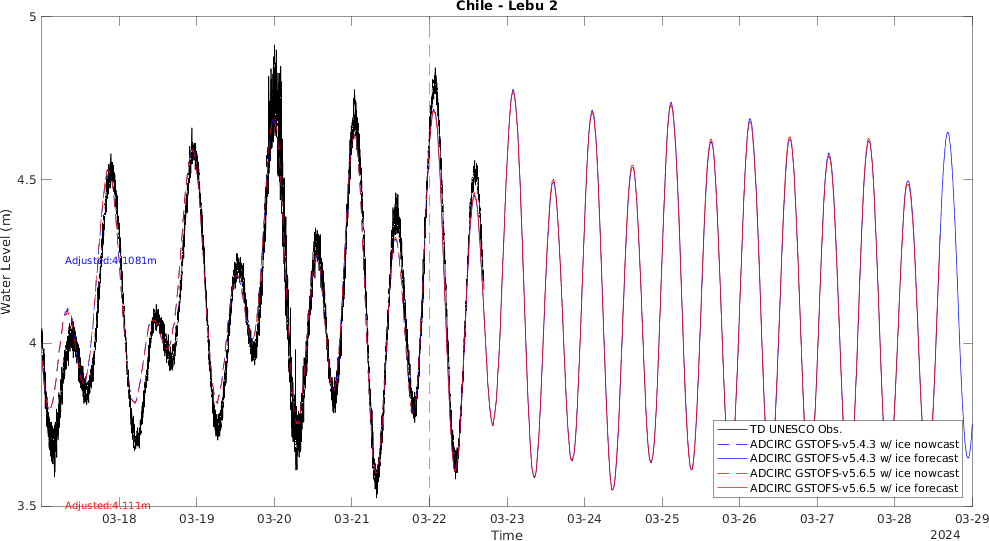 Chile - Lebu 2
5
4.5
4
3.5
Water Level (m)
Adjusted:4.1081m
Adjusted:4.111m
TD UNESCO Obs.
ADCIRC GSTOFS-v5.4.3 w/ ice nowcast
ADCIRC GSTOFS-v5.4.3 w/ ice forecast
ADCIRC GSTOFS-v5.6.5 w/ ice nowcast
ADCIRC GSTOFS-v5.6.5 w/ ice forecast
03-18 03-19 03-20 03-21 03-22 03-23 03-24 03-25 03-26 03-27 03-28 03-29
Time
2024